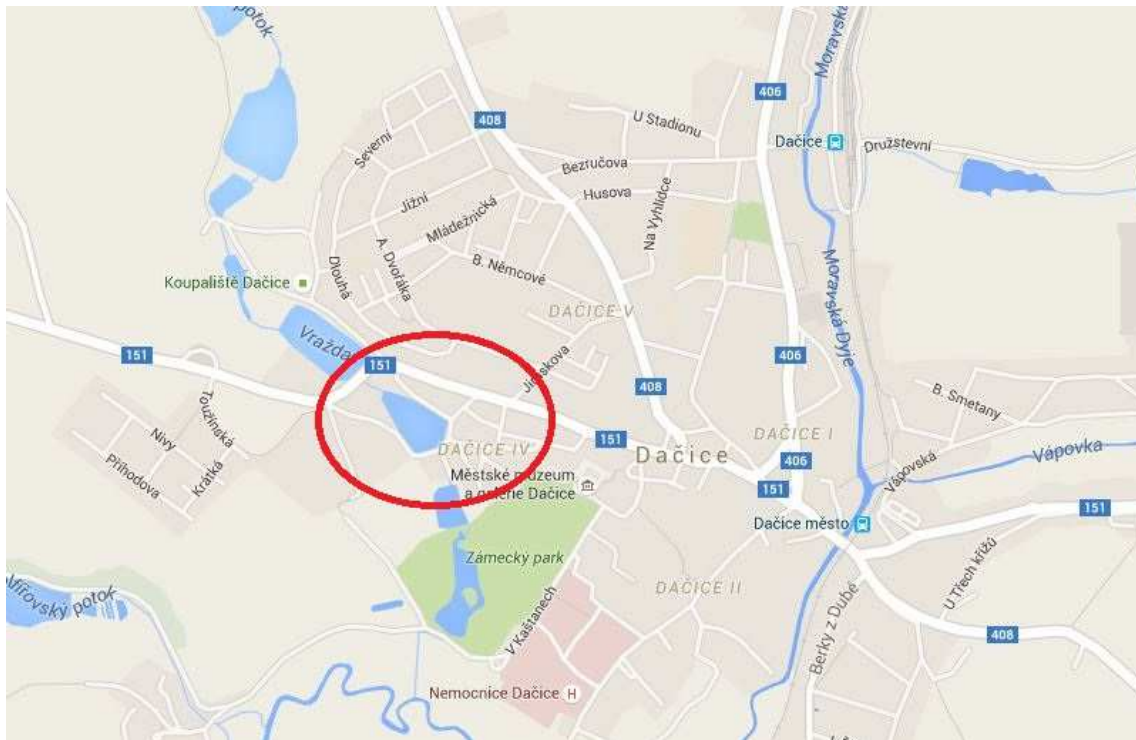 potok
Moravská
406
408
U Stadionu
Dačice
Družstevní
Severní
Bezručova
Husova
Jižní
Mládežnická
Na Vyhlídce
A. Dvořáka
B. Němcové
Dlouhá
Koupaliště Dačice
Moravská Dyje
DAČICE V
Vražda
151
151
406
408
B. Smetany
Toužínská
Nivy
Příhodova
Krátká
DAČICE IV
151
DAČICE I
Dačice
406
Vápovka
Vápovská
Městské muzeum
a galerie Dačice
151
151
Dačice město
Zámecký park
DAČICE II
U Třech křížů
V Kaštanech
Berky z Dubé
408
Nemocnice Dačice H
potok